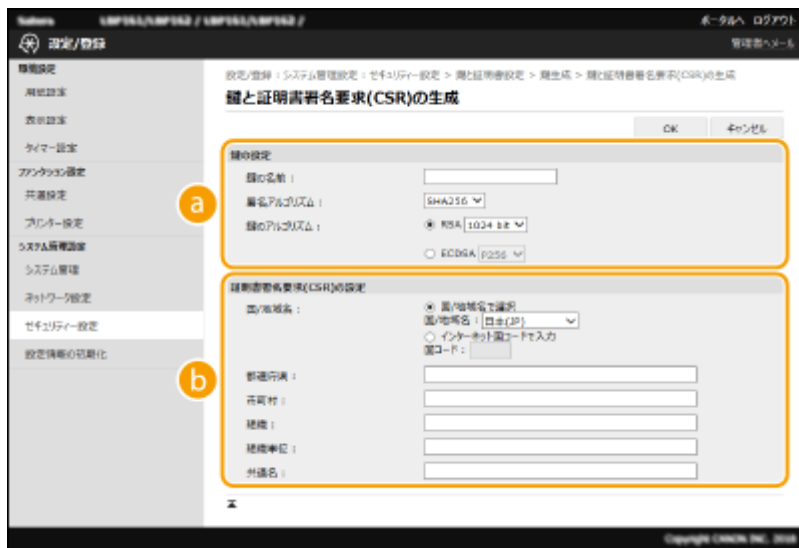 Satera LBP161/LBP162 / LBP161/LBP162 /
ポータルへ ログアウト
設定/登録
管理者へメール
環境設定
用紙設定
表示設定
タイマー設定
ファンクション設定
共通設定
プリンター設定
システム管理設定
システム管理
ネットワーク設定
セキュリティー設定
設定情報の初期化
設定/登録 : システム管理設定 : セキュリティー設定 > 鍵と証明書設定 > 鍵生成 > 鍵と証明書署名要求(CSR)の生成
鍵と証明書署名要求(CSR)の生成
OK キャンセル
a
鍵の設定
鍵の名前 :
署名アルゴリズム : SHA256
鍵のアルゴリズム : RSA 1024 bit
ECDSA P256
b
証明書署名要求(CSR)の設定
国/地域名 : 国/地域名で選択
国/地域名 : 日本(JP)
インターネット国コードで入力
国コード :
都道府県 :
市町村 :
組織 :
組織単位 :
共通名 :
Copyright CANON INC. 2018